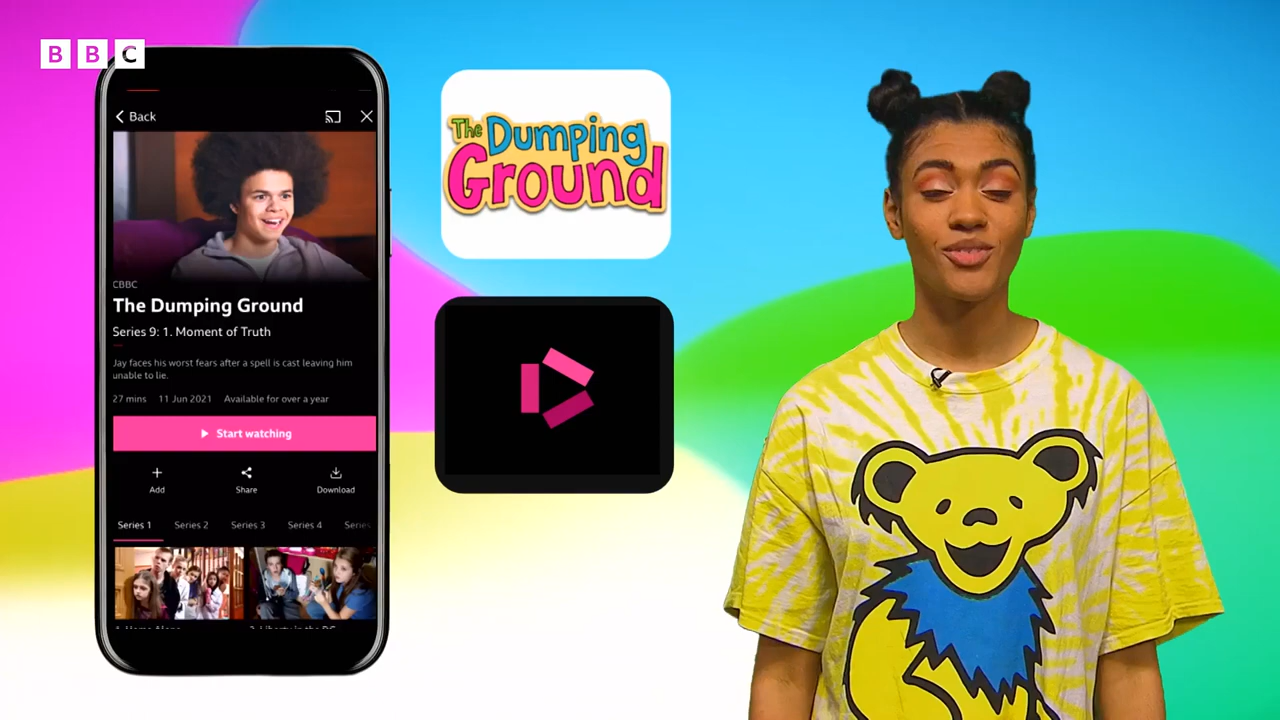 BBC
Back
CBBC
The Dumping Ground
Series 9: 1. Moment of Truth
Jay faces his worst fears after a spell is cast leaving him
unable to lie.
27 mins 11 Jun 2021 Available for over a year
Start watching
Add Share Download
Series 1 Series 2 Series 3 Series 4 Series
The Dumping
Ground